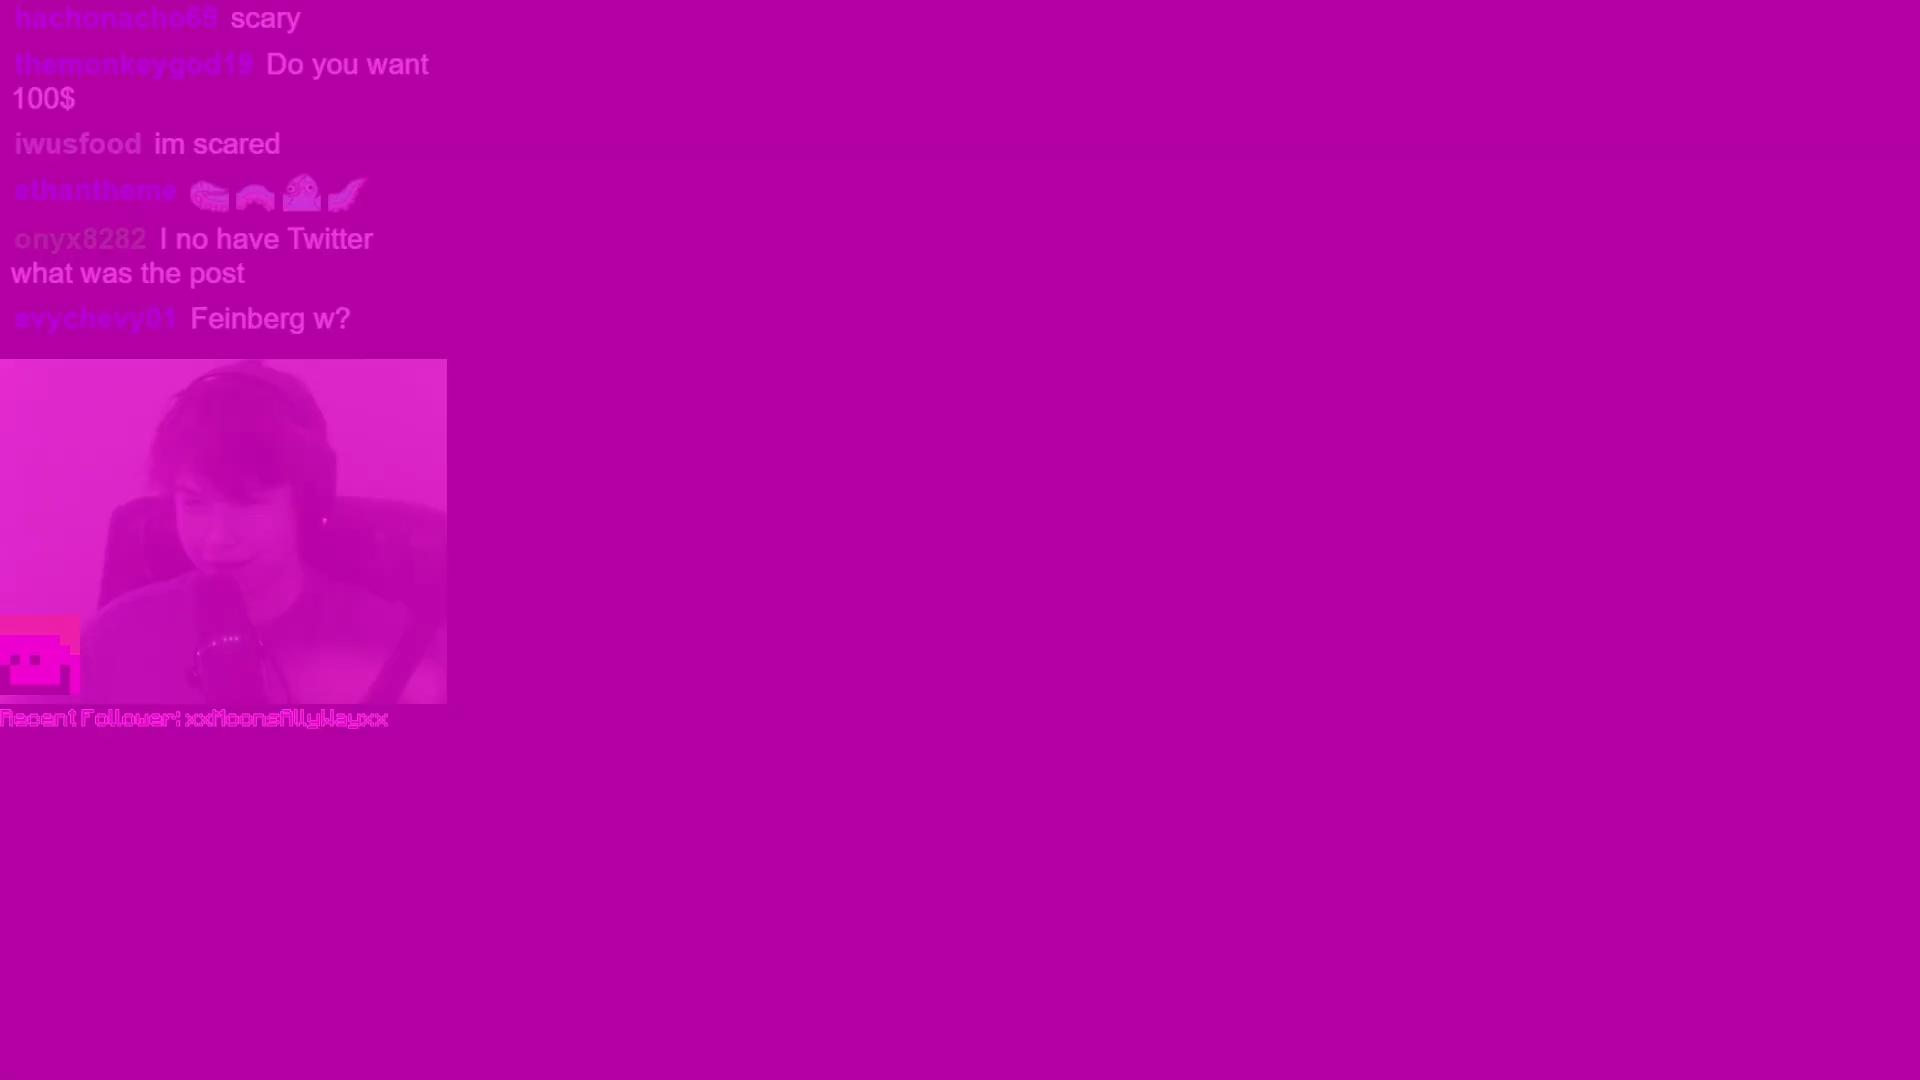 hachonacho69 scary
themonkeygod19 Do you want
100$
iwusfood im scared
ethantheme
onyx8282 I no have Twitter
what was the post
evychevy01 Feinberg w?
Recent Follower: xxMoonsAllyWayxx